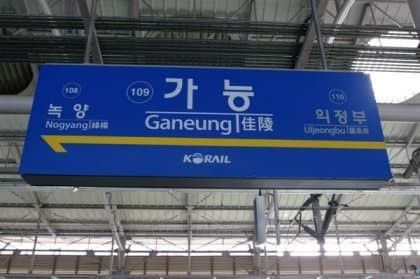 108
녹양
Nogyang 綠楊
109
가능
Ganeung 佳陵
110
의정부
Uijeongbu 議政府
KORAIL